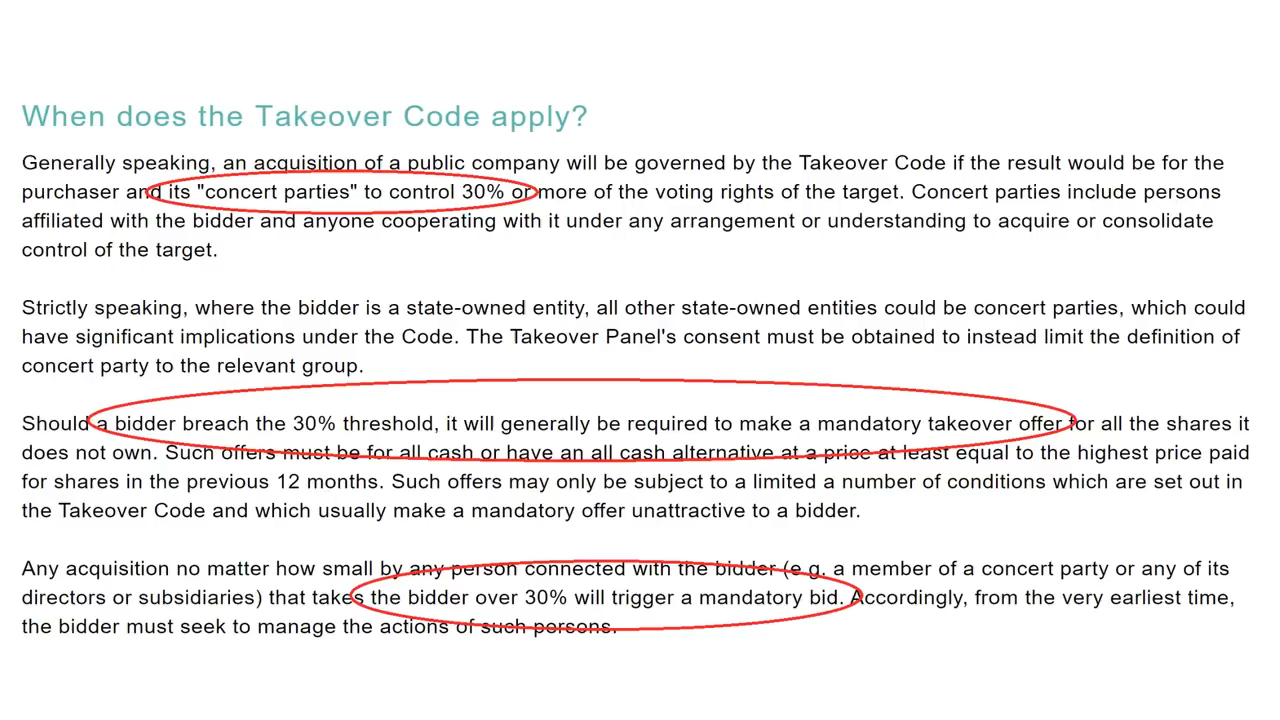 When does the Takeover Code apply?
Generally speaking, an acquisition of a public company will be governed by the Takeover Code if the result would be for the
purchaser and its "concert parties" to control 30% or more of the voting rights of the target. Concert parties include persons
affiliated with the bidder and anyone cooperating with it under any arrangement or understanding to acquire or consolidate
control of the target.
Strictly speaking, where the bidder is a state-owned entity, all other state-owned entities could be concert parties, which could
have significant implications under the Code. The Takeover Panel's consent must be obtained to instead limit the definition of
concert party to the relevant group.
Should a bidder breach the 30% threshold, it will generally be required to make a mandatory takeover offer for all the shares it
does not own. Such offers must be for all cash or have an all cash alternative at a price at least equal to the highest price paid
for shares in the previous 12 months. Such offers may only be subject to a limited a number of conditions which are set out in
the Takeover Code and which usually make a mandatory offer unattractive to a bidder.
Any acquisition no matter how small by any person connected with the bidder (e.g. a member of a concert party or any of its
directors or subsidiaries) that takes the bidder over 30% will trigger a mandatory bid. Accordingly, from the very earliest time,
the bidder must seek to manage the actions of such persons.